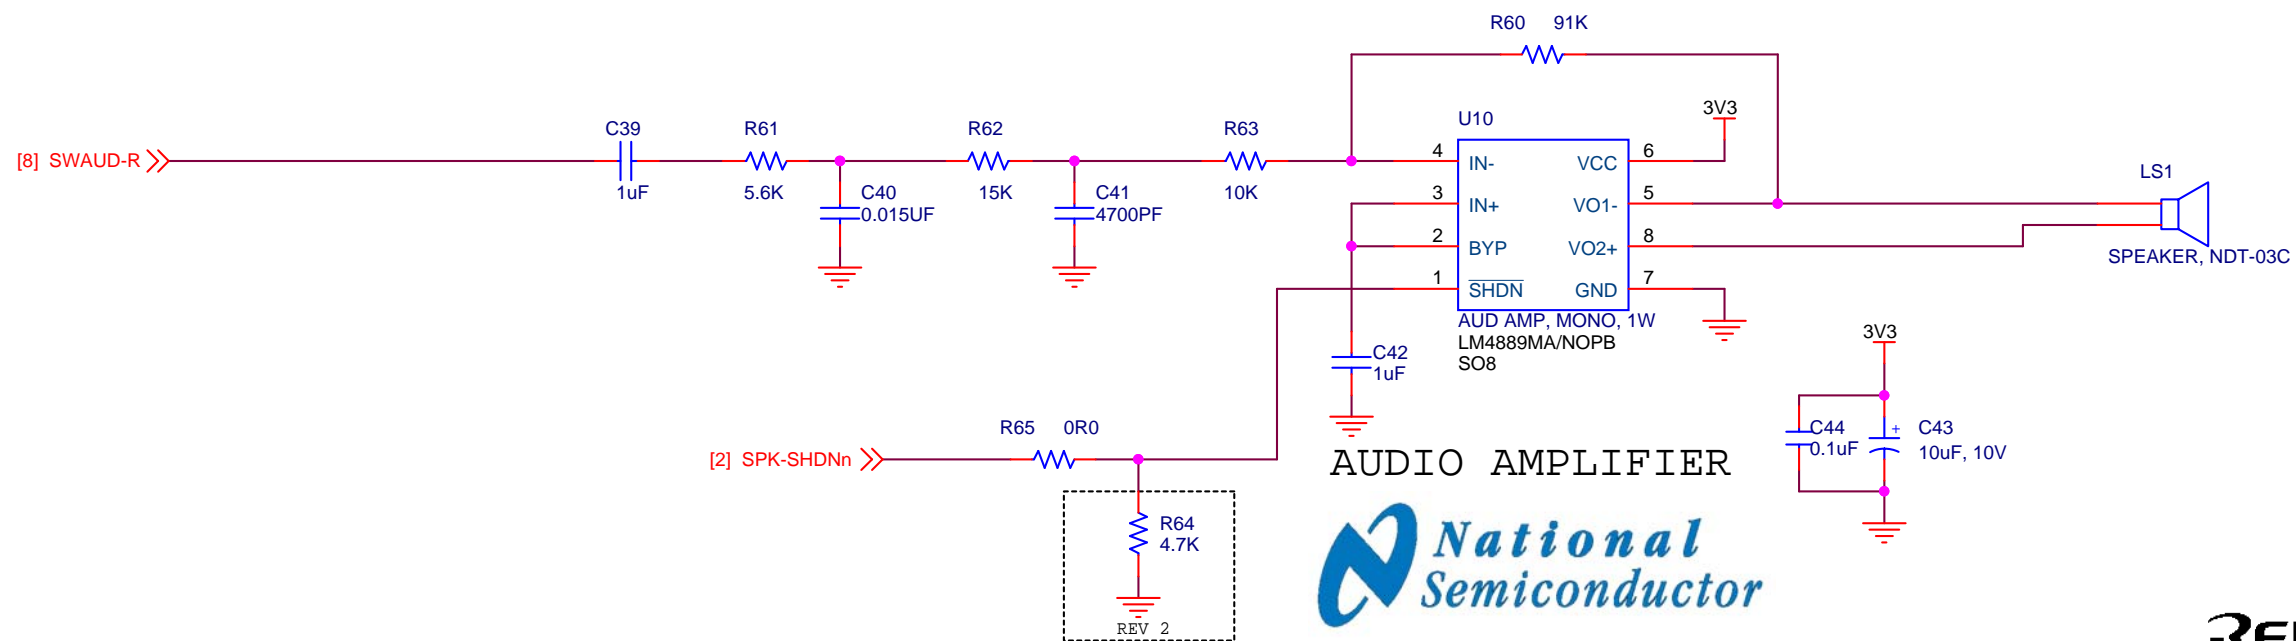 R60 91K
C39
R61
R62
R63
U10
3V3
[8] SWAUD-R
1uF
5.6K
C40
0.015UF
15K
C41
4700PF
10K
4 IN- VCC 6
3 IN+ VO1- 5
2 BYP VO2+ 8
1 SHDN GND 7
LS1
SPEAKER, NDT-03C
AUD AMP, MONO, 1W
LM4889MA/NOPB
SO8
C42
1uF
3V3
R65 0R0
[2] SPK-SHDNn
C44
0.1uF
+
C43
10uF, 10V
AUDIO AMPLIFIER
R64
4.7K
REV 2
National
Semiconductor